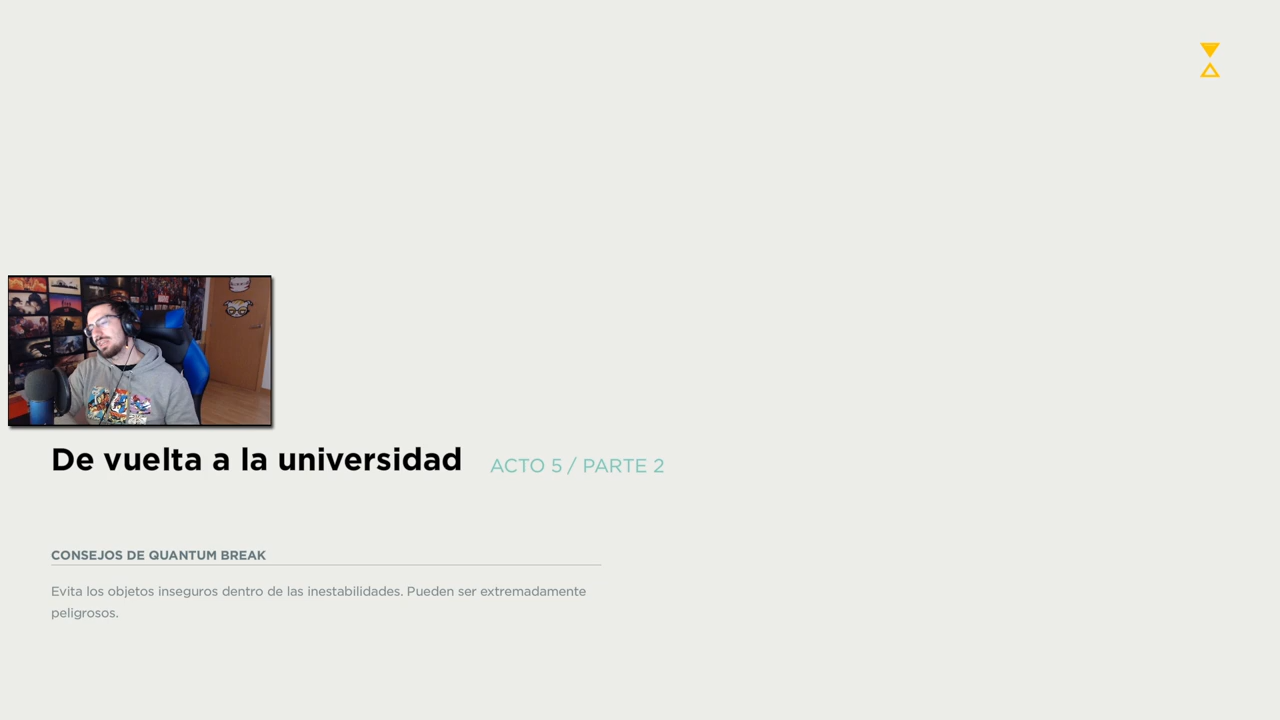 De vuelta a la universidad ACTO 5 / PARTE 2
CONSEJOS DE QUANTUM BREAK
Evita los objetos inseguros dentro de las inestabilidades. Pueden ser extremadamente
peligrosos.